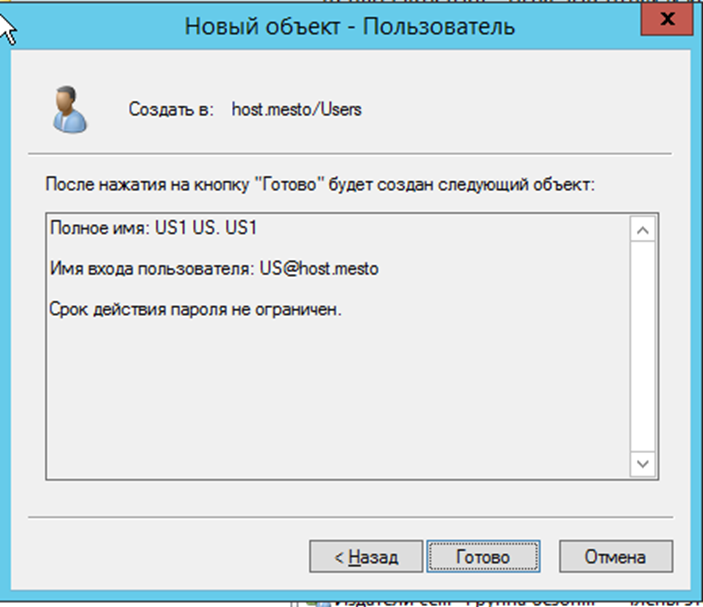 Новый объект - Пользователь
Создать в: host.mesto/Users
После нажатия на кнопку "Готово" будет создан следующий объект:
Полное имя: US1 US. US1
Имя входа пользователя: US@host.mesto
Срок действия пароля не ограничен.
< Назад
Готово
Отмена